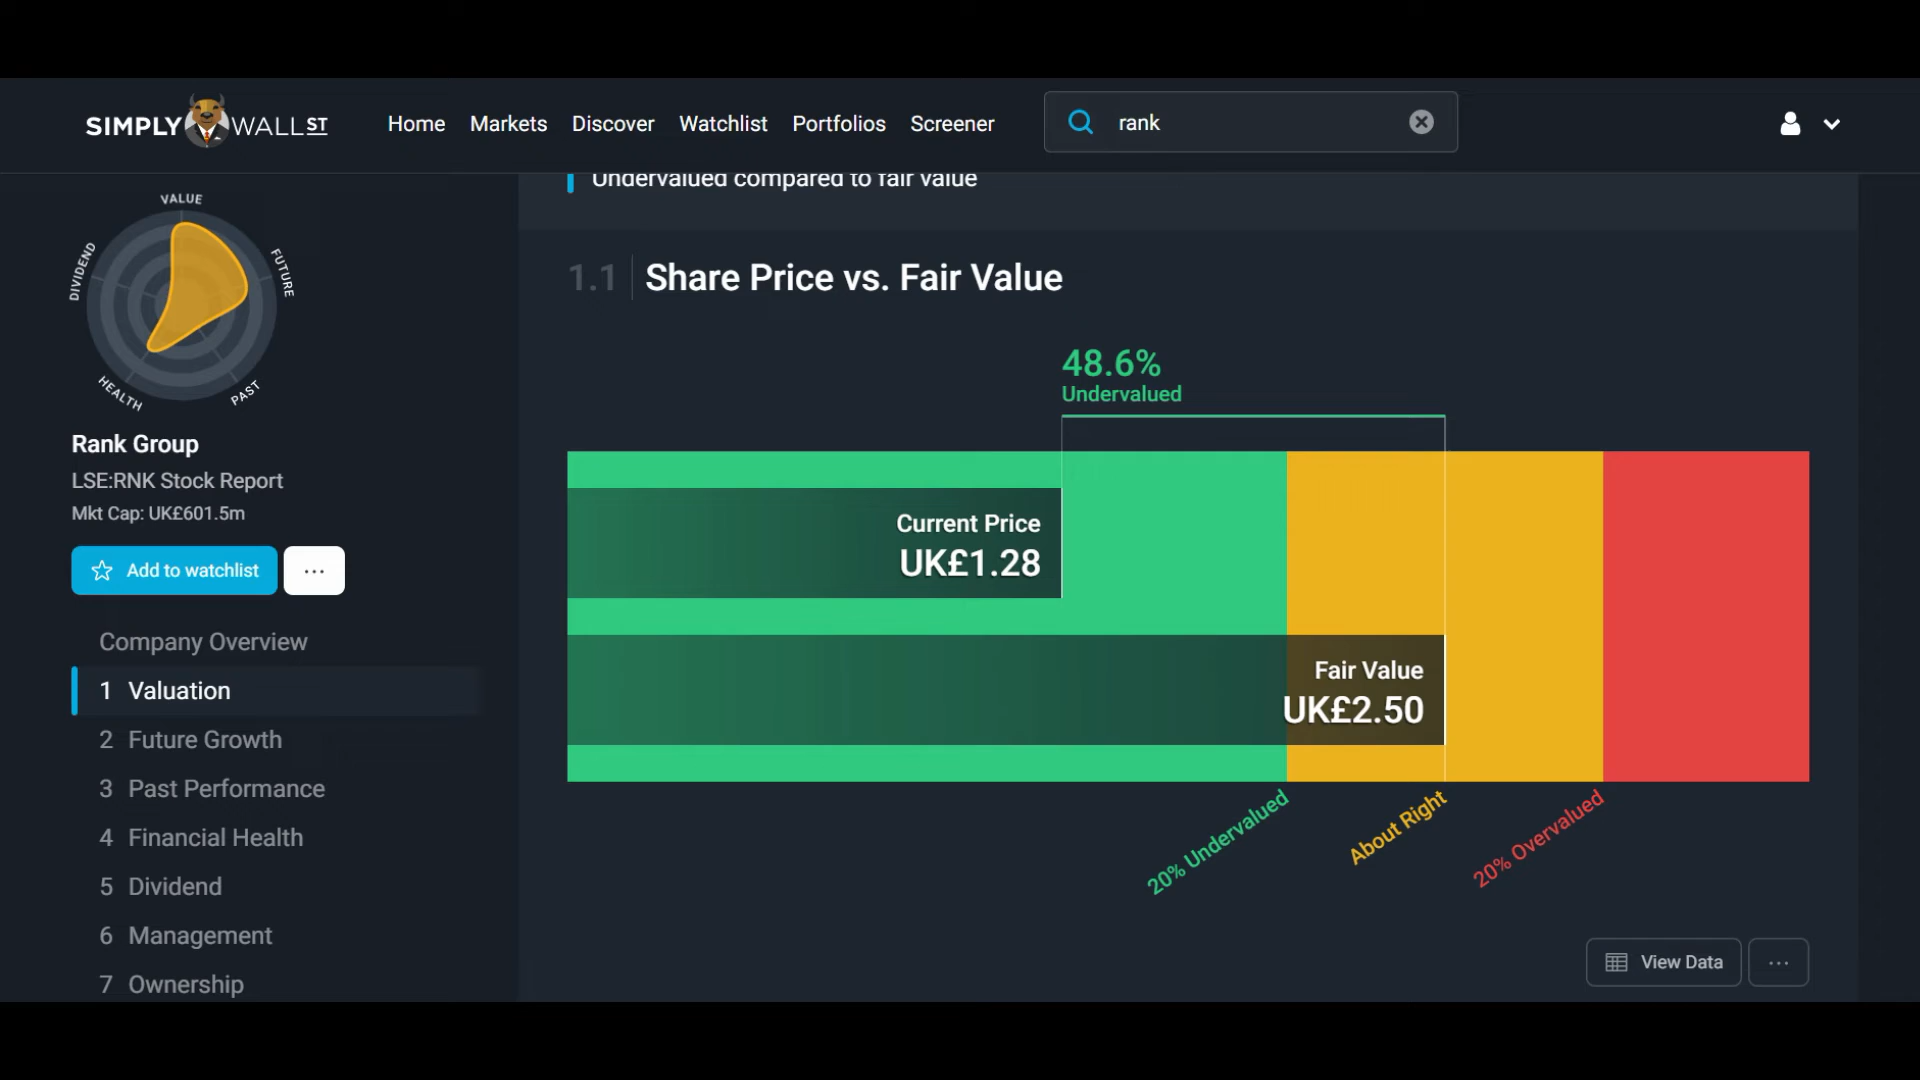 SIMPLY WALL ST
Home Markets Discover Watchlist Portfolios Screener
rank
VALUE
FUTURE
PAST
HEALTH
DIVIDEND
Rank Group
LSE:RNK Stock Report
Mkt Cap: UK£601.5m
Add to watchlist
...
Company Overview
1 Valuation
2 Future Growth
3 Past Performance
4 Financial Health
5 Dividend
6 Management
7 Ownership
Undervalued compared to fair value
1.1 Share Price vs. Fair Value
48.6%
Undervalued
Current Price
UK£1.28
Fair Value
UK£2.50
20% Undervalued
About Right
20% Overvalued
View Data
...